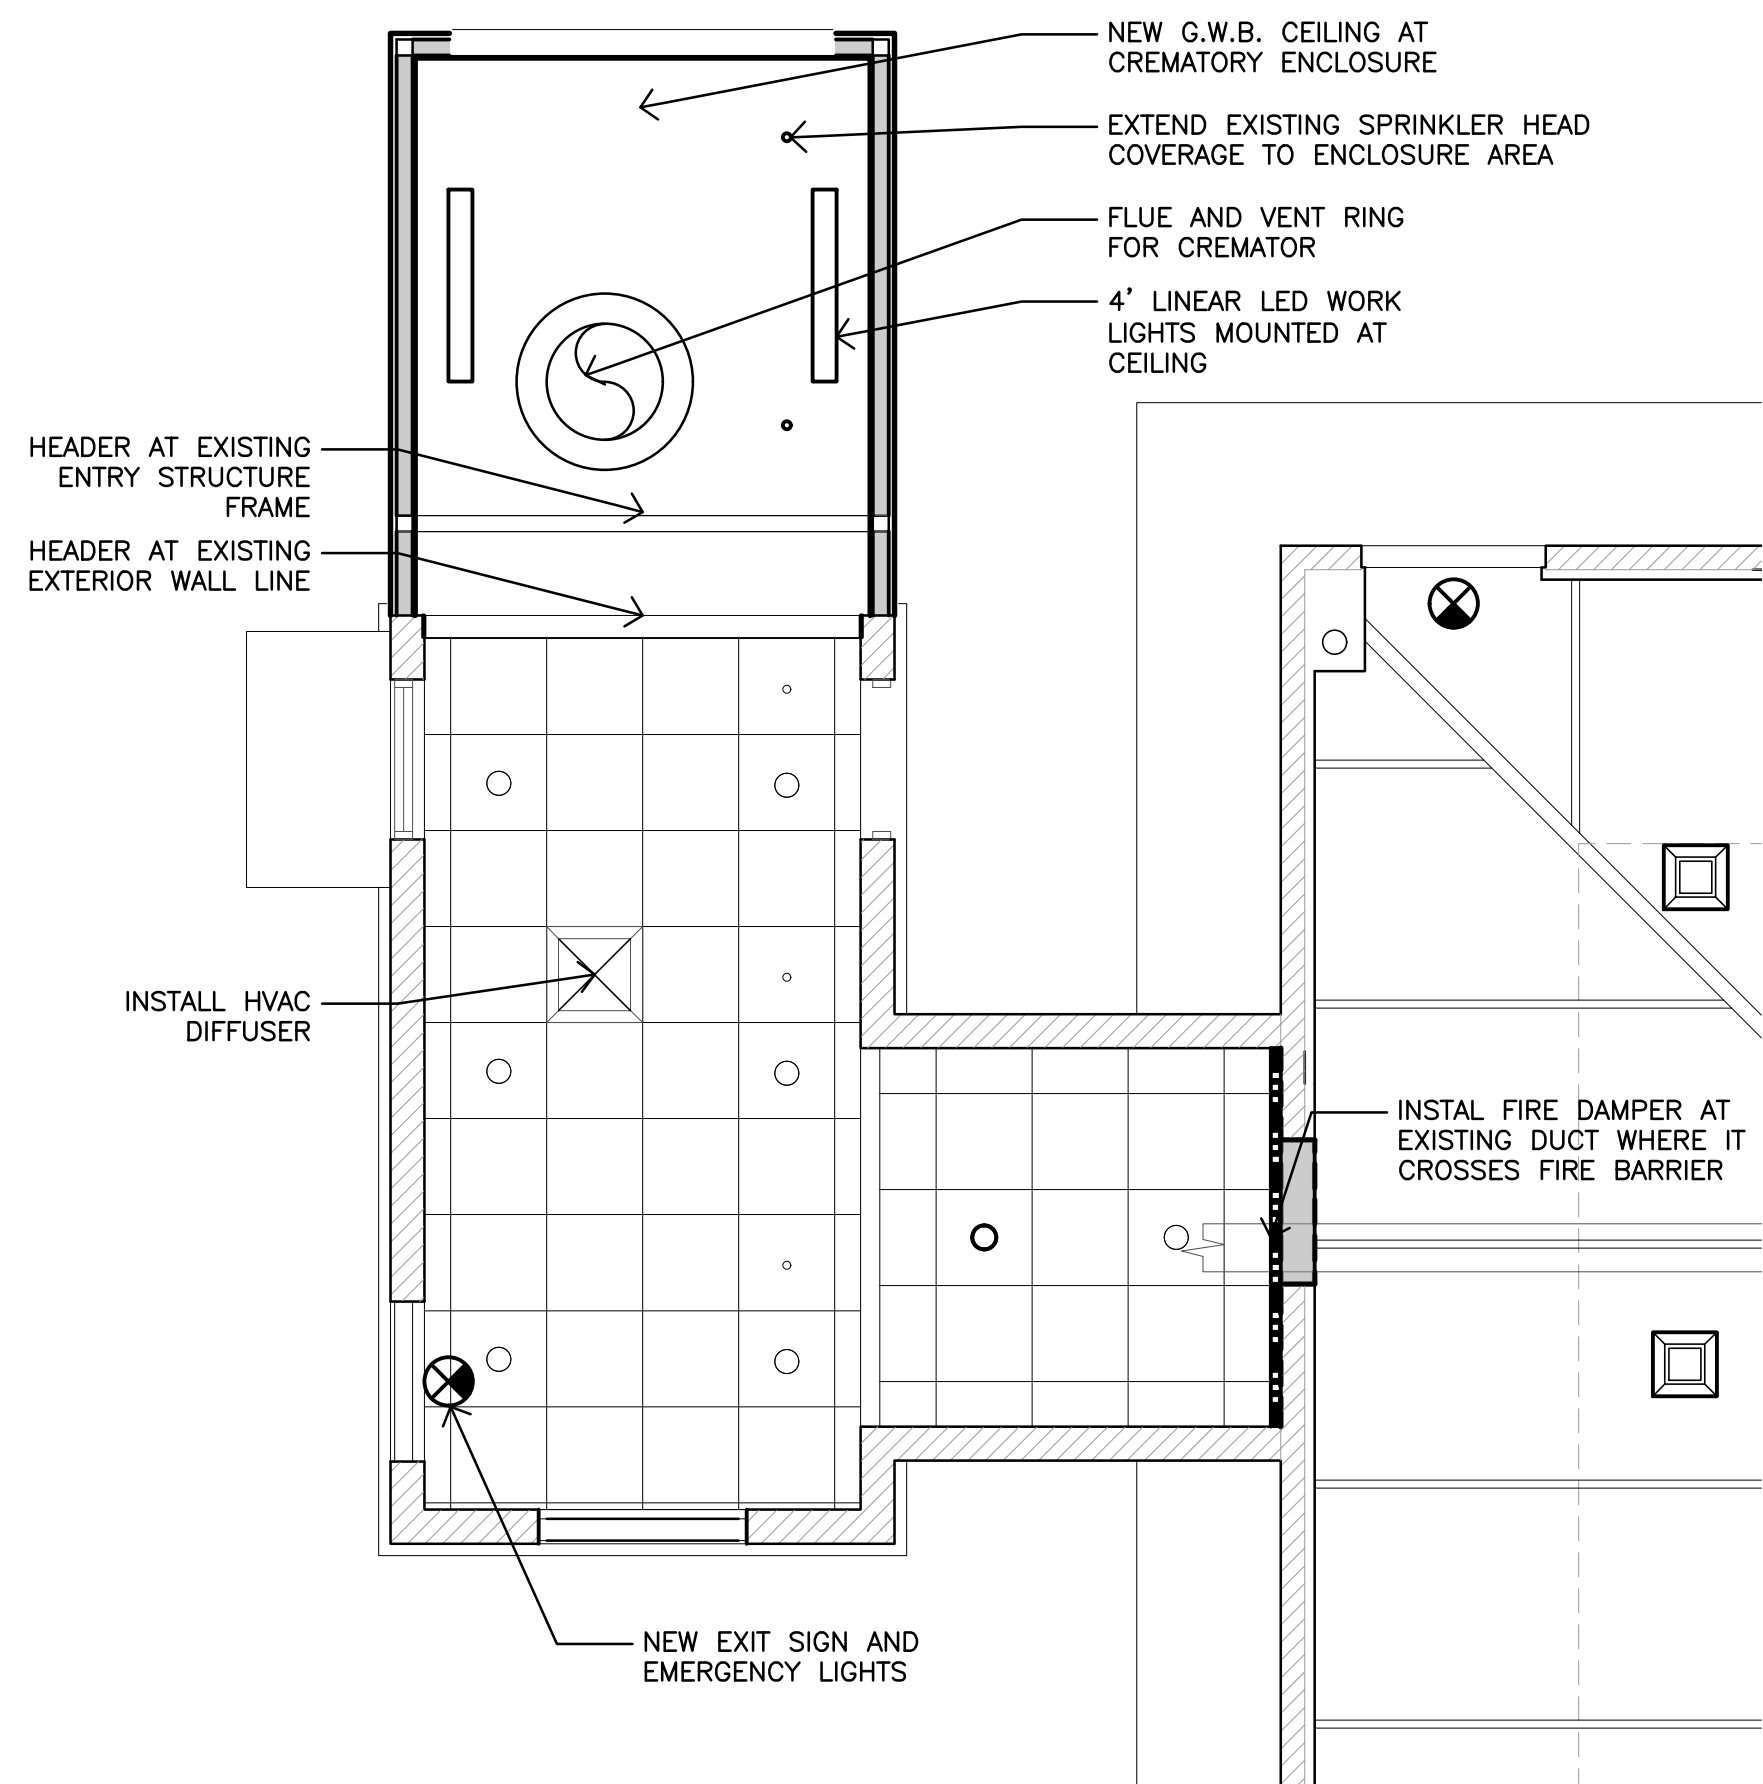 NEW G.W.B. CEILING AT
CREMATORY ENCLOSURE
EXTEND EXISTING SPRINKLER HEAD
COVERAGE TO ENCLOSURE AREA
FLUE AND VENT RING
FOR CREMATOR
4' LINEAR LED WORK
LIGHTS MOUNTED AT
CEILING
HEADER AT EXISTING
ENTRY STRUCTURE
FRAME
HEADER AT EXISTING
EXTERIOR WALL LINE
INSTALL HVAC
DIFFUSER
INSTAL FIRE DAMPER AT
EXISTING DUCT WHERE IT
CROSSES FIRE BARRIER
NEW EXIT SIGN AND
EMERGENCY LIGHTS